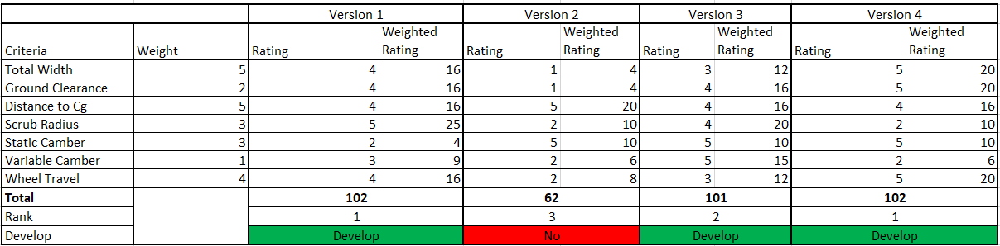 Version 1 Version 2 Version 3 Version 4
Criteria Weight Rating Weighted Rating Rating Weighted Rating Rating Weighted Rating Rating Weighted Rating
Total Width 5 4 16 1 4 3 12 5 20
Ground Clearance 2 4 16 1 4 4 16 5 20
Distance to Cg 5 4 16 5 20 4 16 4 16
Scrub Radius 3 5 25 2 10 4 20 2 10
Static Camber 3 2 4 5 10 5 10 5 10
Variable Camber 1 3 9 2 6 5 15 2 6
Wheel Travel 4 4 16 2 8 3 12 5 20
Total 102 62 101 102
Rank 1 3 2 1
Develop Develop No Develop Develop